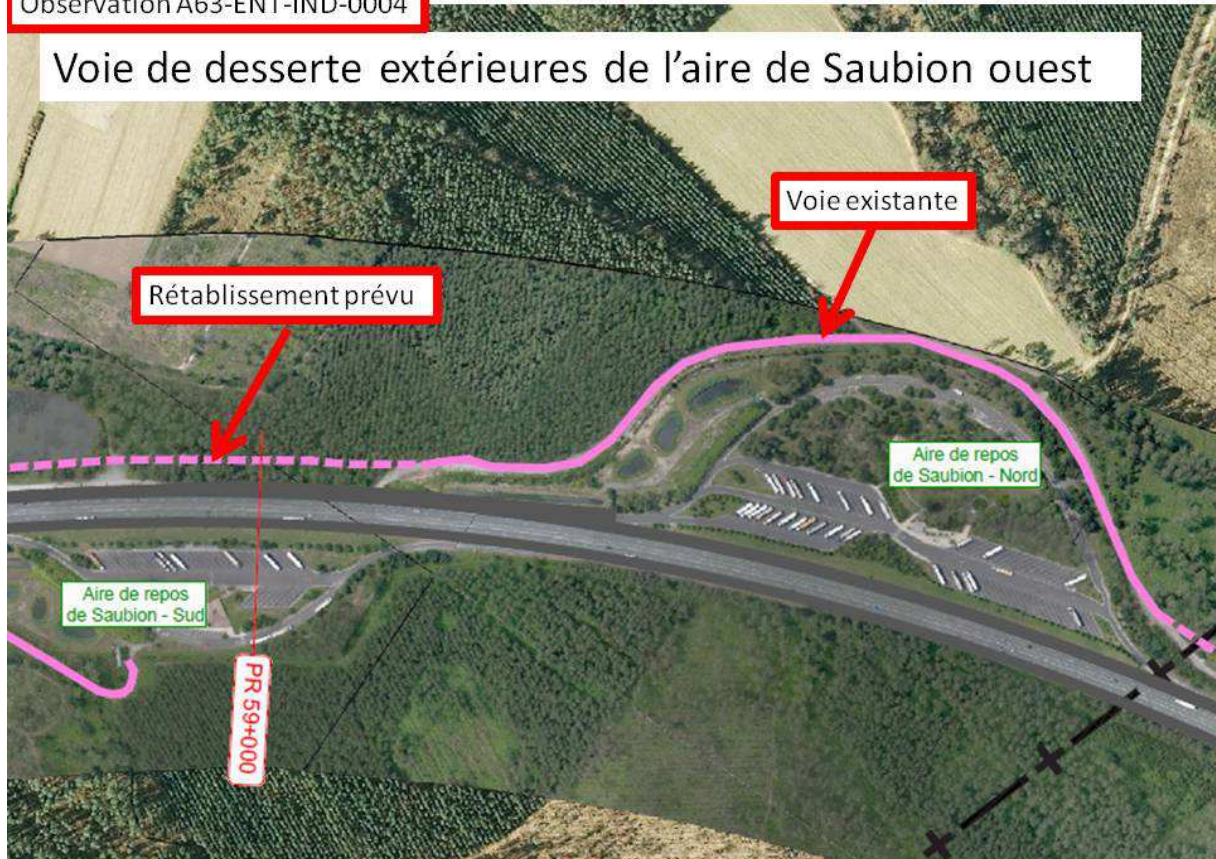 Observation A63-ENT-IND-0004
Voie de desserte extérieures de l'aire de Saubion ouest
Voie existante
Rétablissement prévu
Aire de repos
de Saubion - Nord
Aire de repos
de Saubion - Sud
PR 59+000